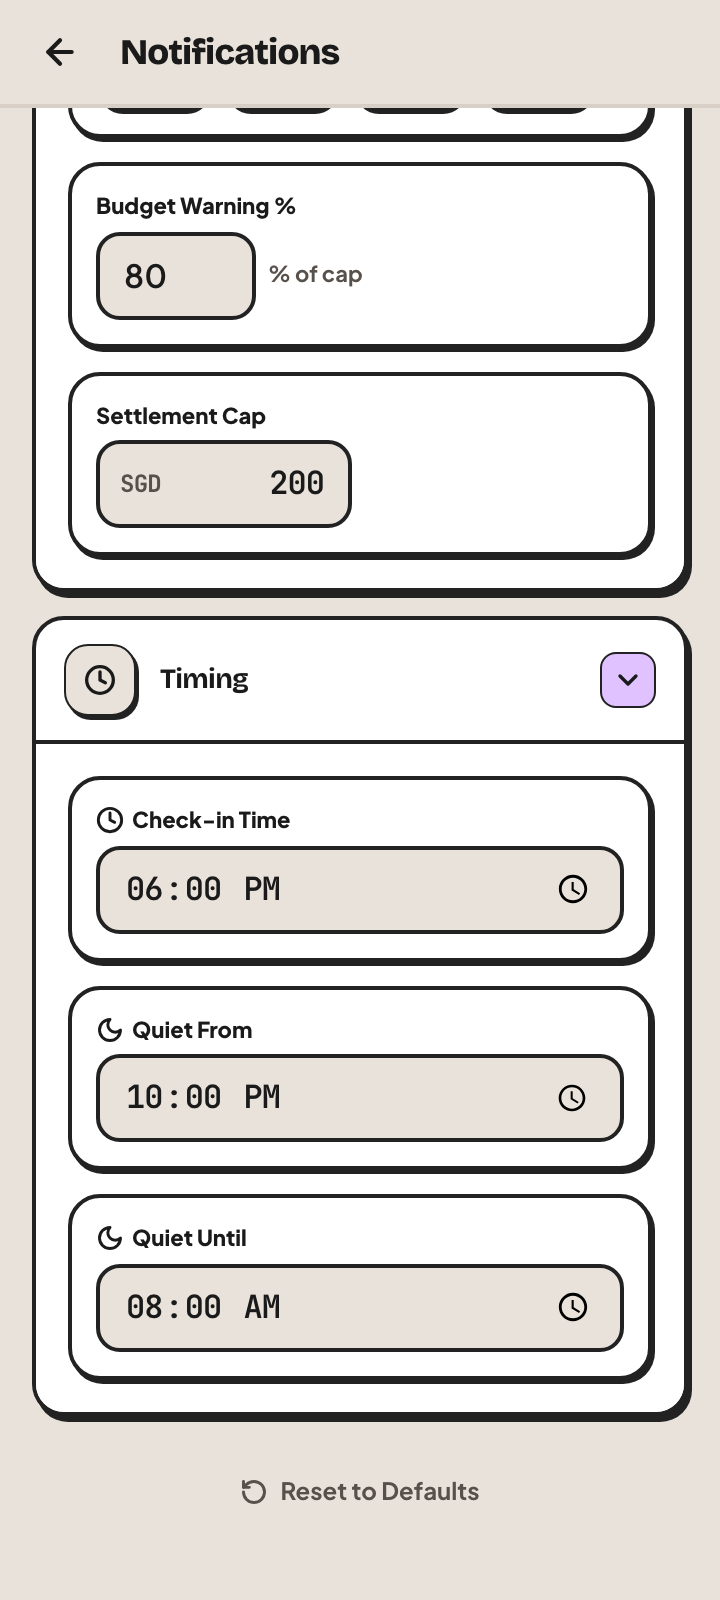 Notifications
Budget Warning %
80 % of cap
Settlement Cap
SGD 200
Timing
Check-in Time
06:00 PM
Quiet From
10:00 PM
Quiet Until
08:00 AM
Reset to Defaults